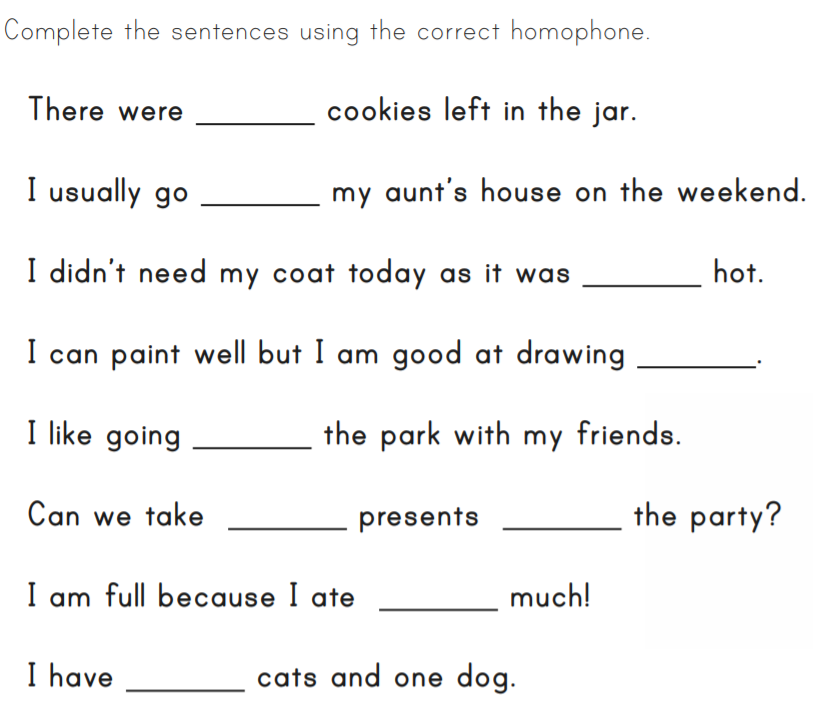 Complete the sentences using the correct homophone.
There were ________ cookies left in the jar.
I usually go ________ my aunt's house on the weekend.
I didn't need my coat today as it was ________ hot.
I can paint well but I am good at drawing ________.
I like going ________ the park with my friends.
Can we take ________ presents ________ the party?
I am full because I ate ________ much!
I have ________ cats and one dog.